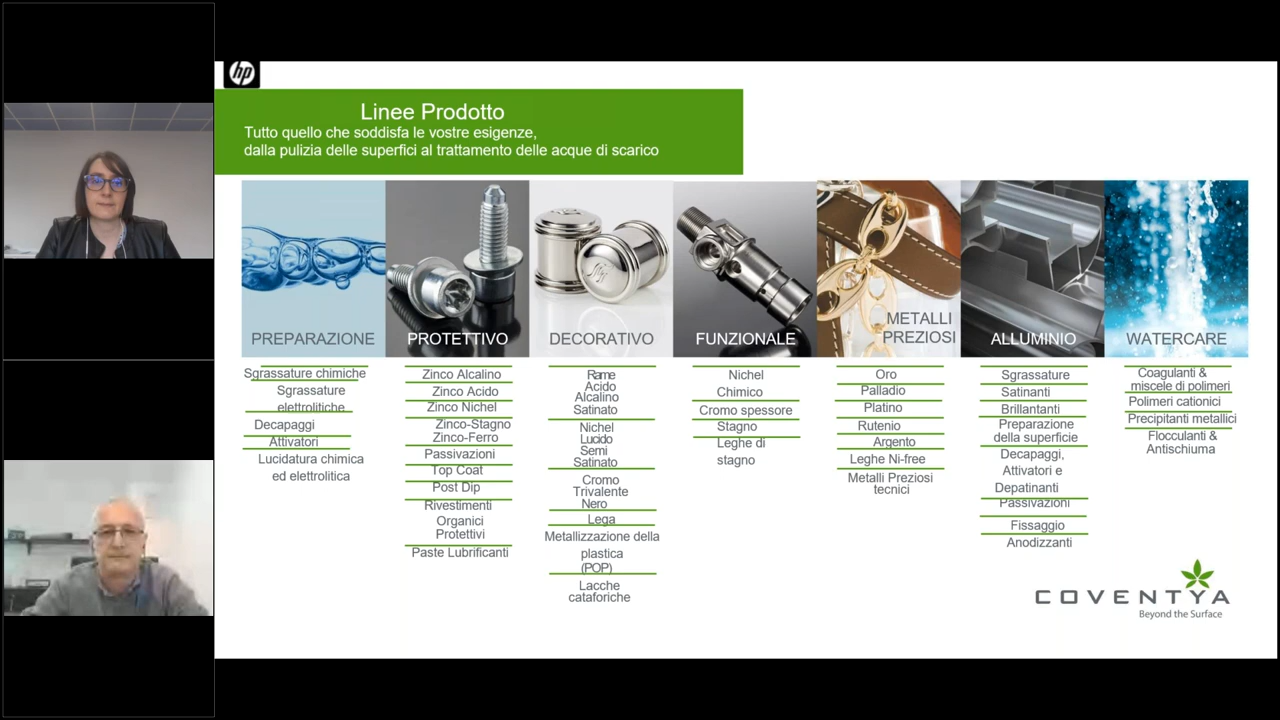 hp
Linee Prodotto
Tutto quello che soddisfa le vostre esigenze,
dalla pulizia delle superfici al trattamento delle acque di scarico
PREPARAZIONE
Sgrassature chimiche
Sgrassature
elettrolitiche
Decapaggi
Attivatori
Lucidatura chimica
ed elettrolitica
PROTETTIVO
Zinco Alcalino
Zinco Acido
Zinco Nichel
Zinco-Stagno
Zinco-Ferro
Passivazioni
Top Coat
Post Dip
Rivestimenti
Organici
Protettivi
Paste Lubrificanti
DECORATIVO
Rame
Acido
Alcalino
Satinato
Nichel
Lucido
Semi
Satinato
Cromo
Trivalente
Nero
Lega
Metallizzazione della
plastica
(POP)
Lacche
cataforiche
FUNZIONALE
Nichel
Chimico
Cromo spessore
Stagno
Leghe di
stagno
METALLI
PREZIOSI
Oro
Palladio
Platino
Rutenio
Argento
Leghe Ni-free
Metalli Preziosi
tecnici
ALLUMINIO
Sgrassature
Satinanti
Brillantanti
Preparazione
della superficie
Decapaggi,
Attivatori e
Depatinanti
Passivazioni
Fissaggio
Anodizzanti
WATERCARE
Coagulanti &
miscele di polimeri
Polimeri cationici
Precipitanti metallici
Flocculanti &
Antischiuma
COVENTYA
Beyond the Surface